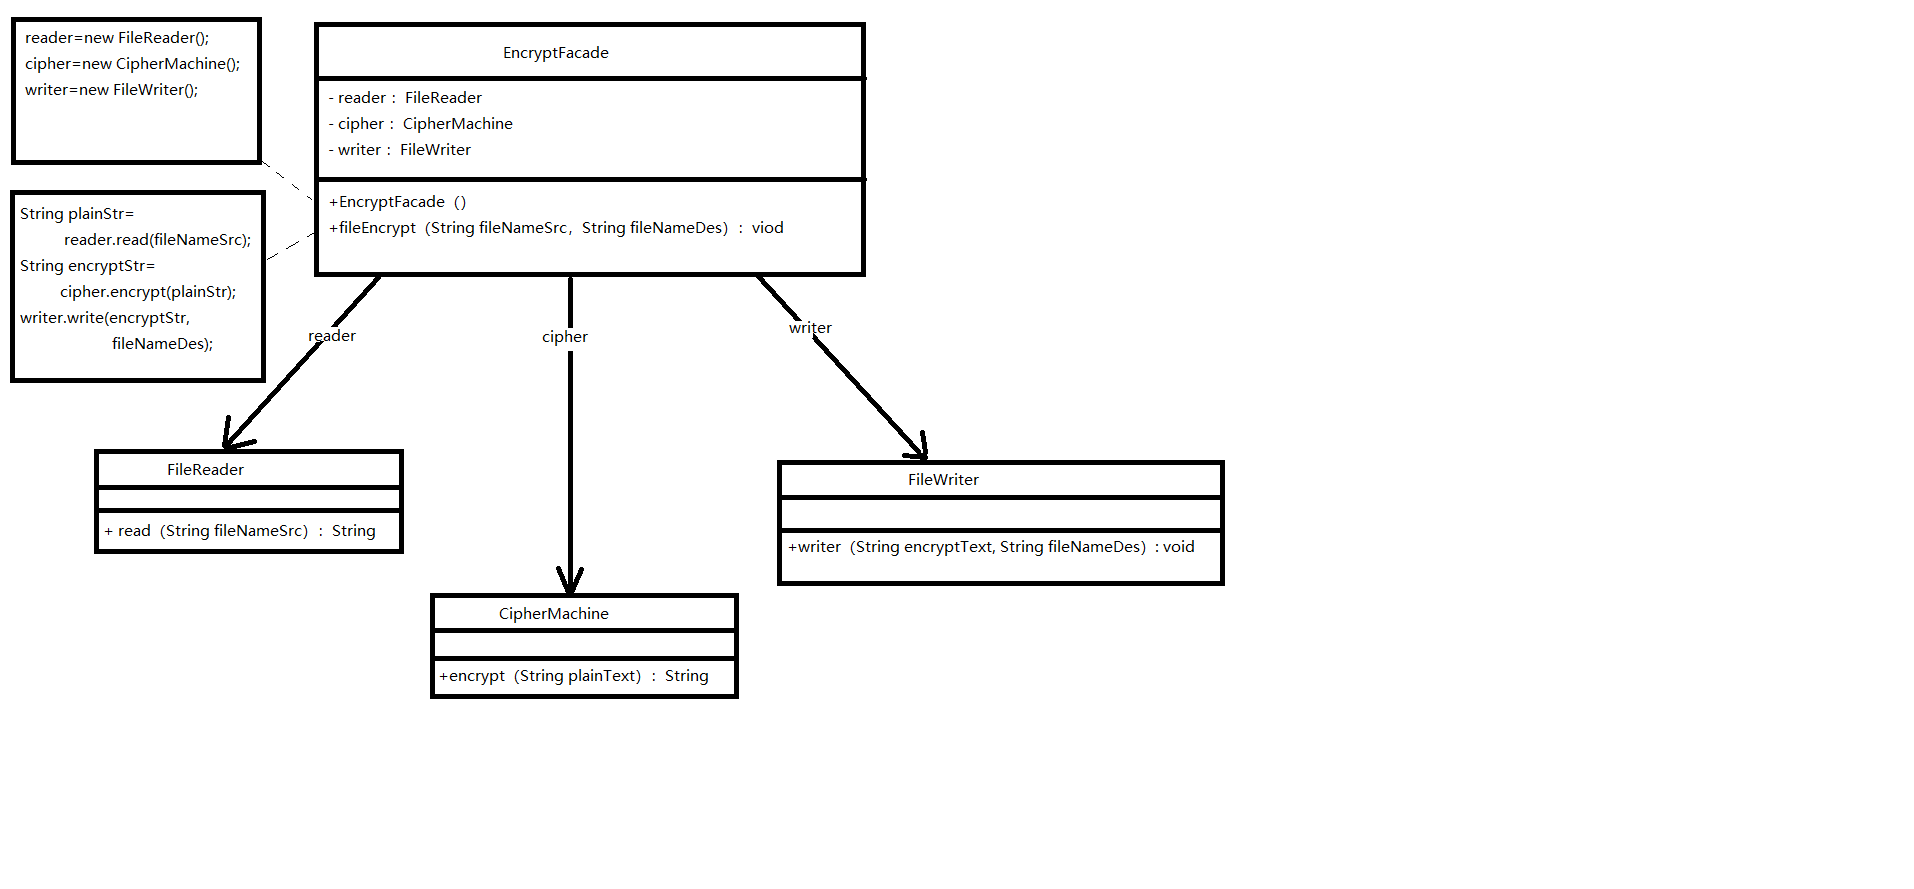 reader=new FileReader();
cipher=new CipherMachine();
writer=new FileWriter();
String plainStr=
reader.read(fileNameSrc);
String encryptStr=
cipher.encrypt(plainStr);
writer.write(encryptStr,
fileNameDes);
EncryptFacade
- reader：FileReader
- cipher：CipherMachine
- writer：FileWriter
+EncryptFacade（）
+fileEncrypt（String fileNameSrc，String fileNameDes）：viod
reader
cipher
writer
FileReader
+ read（String fileNameSrc）：String
FileWriter
+writer（String encryptText, String fileNameDes）: void
CipherMachine
+encrypt（String plainText）：String